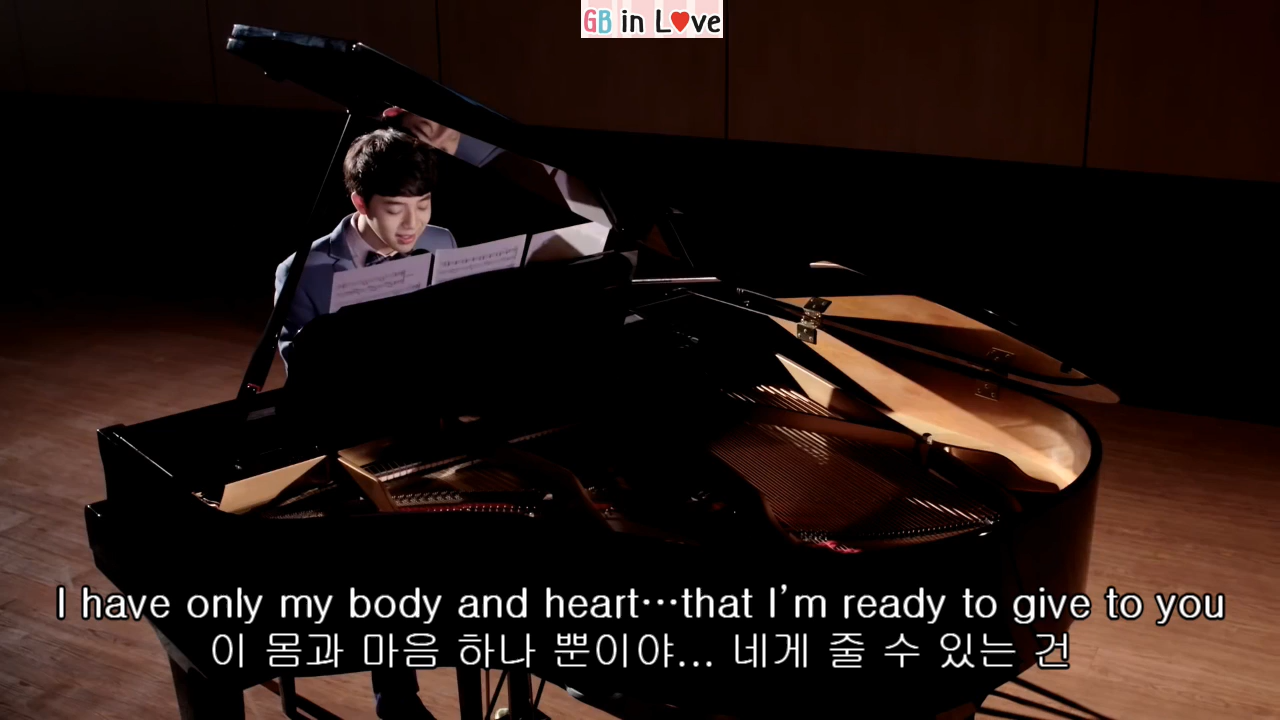 GB in L♥ve
I have only my body and heart…that I'm ready to give to you
이 몸과 마음 하나 뿐이야... 네게 줄 수 있는 건